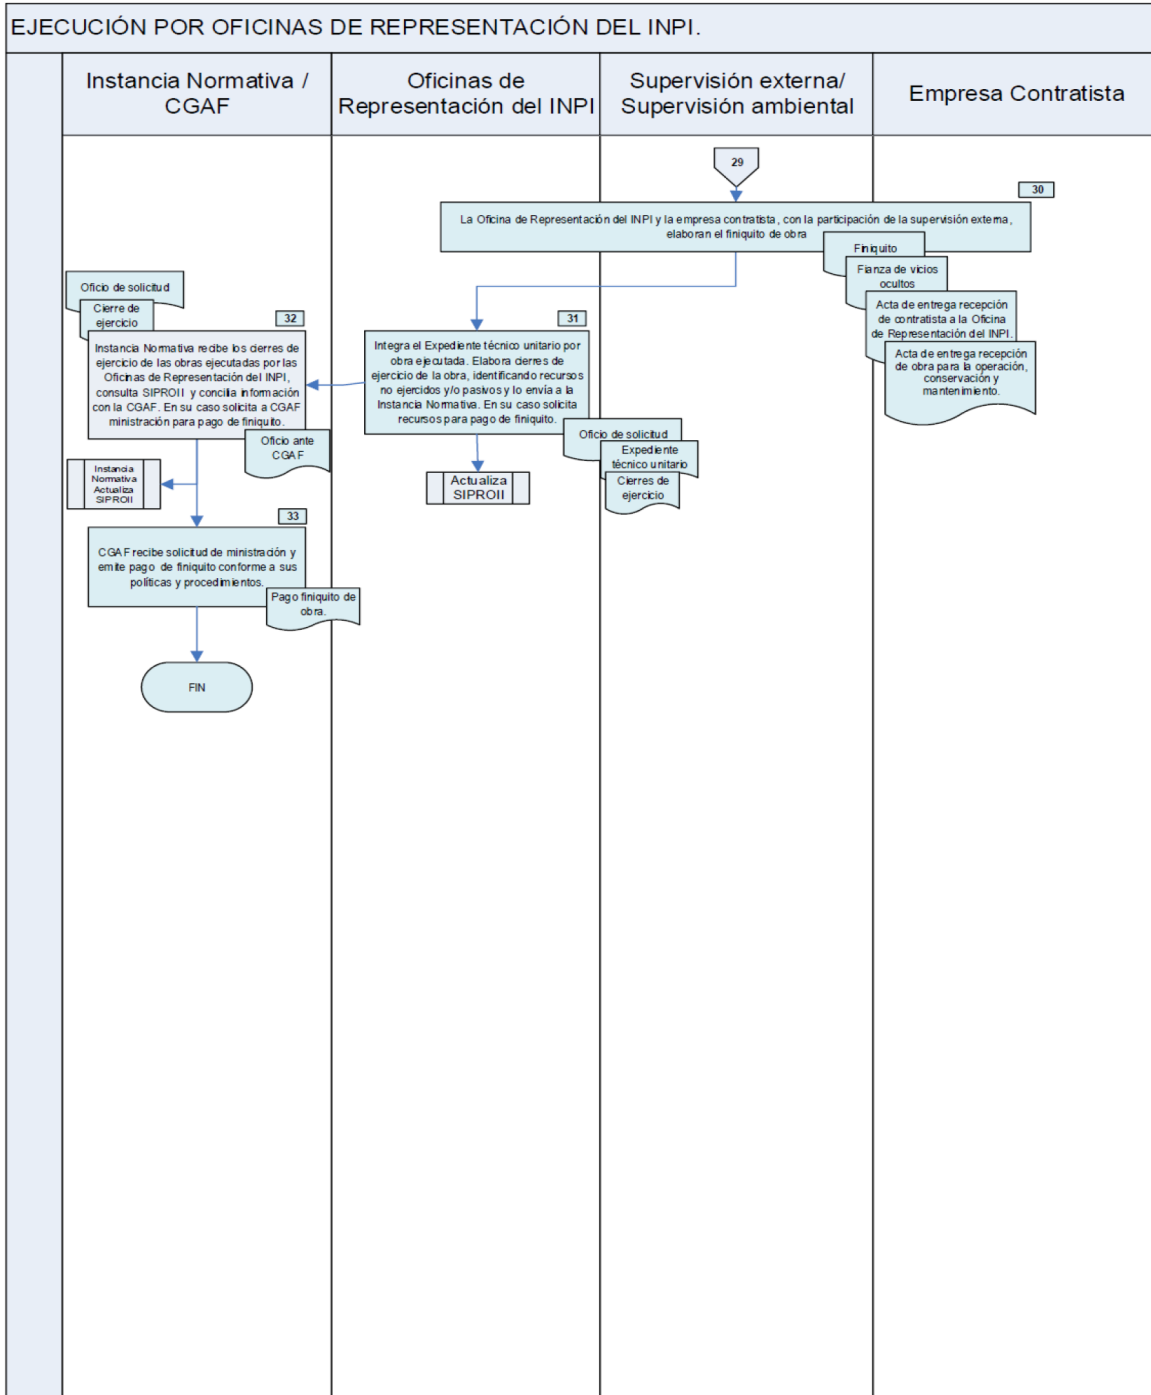 EJECUCIÓN POR OFICINAS DE REPRESENTACIÓN DEL INPI.
Instancia Normativa /
CGAF
Oficinas de
Representación del INPI
Supervisión externa/
Supervisión ambiental
Empresa Contratista
29
30
La Oficina de Representación del INPI y la empresa contratista, con la participación de la supervisión externa,
elaboran el finiquito de obra
Finiquito
Fianza de vicios
ocultos
Acta de entrega recepción
de contratista a la Oficina
de Representación del INPI.
Acta de entrega recepción
de obra para la operación,
conservación y
mantenimiento.
31
Integra el Expediente técnico unitario por
obra ejecutada. Elabora cierres de
ejercicio de la obra, identificando recursos
no ejercidos y/o pasivos y lo envía a la
Instancia Normativa. En su caso solicita
recursos para pago de finiquito.
Oficio de solicitud
Expediente
técnico unitario
Cierres de
ejercicio
Actualiza
SIPROII
Oficio de solicitud
Cierre de
ejercicio
32
Instancia Normativa recibe los cierres de
ejercicio de las obras ejecutadas por las
Oficinas de Representación del INPI,
consulta SIPROII y concilia información
con la CGAF. En su caso solicita a CGAF
ministración para pago de finiquito.
Oficio ante
CGAF
Instancia
Normativa
Actualiza
SIPROII
33
CGAF recibe solicitud de ministración y
emite pago de finiquito conforme a sus
políticas y procedimientos.
Pago finiquito de
obra.
FIN